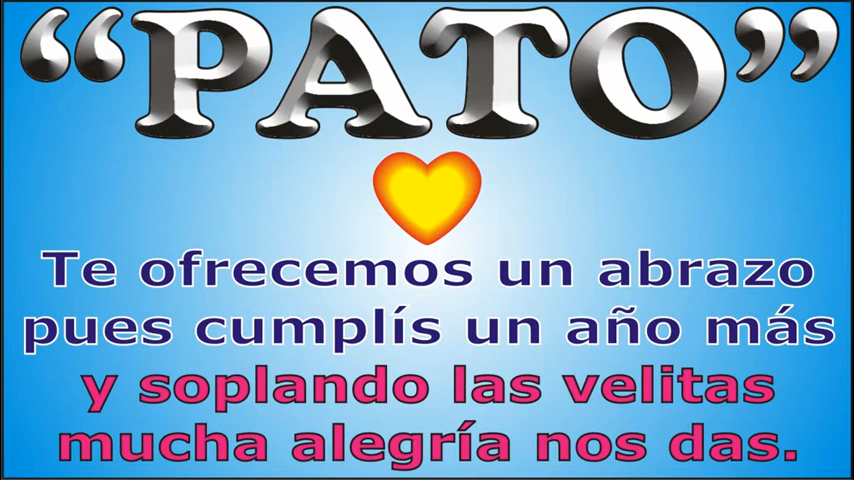 “PATO”
Te ofrecemos un abrazo
pues cumplís un año más
y soplando las velitas
mucha alegría nos das.